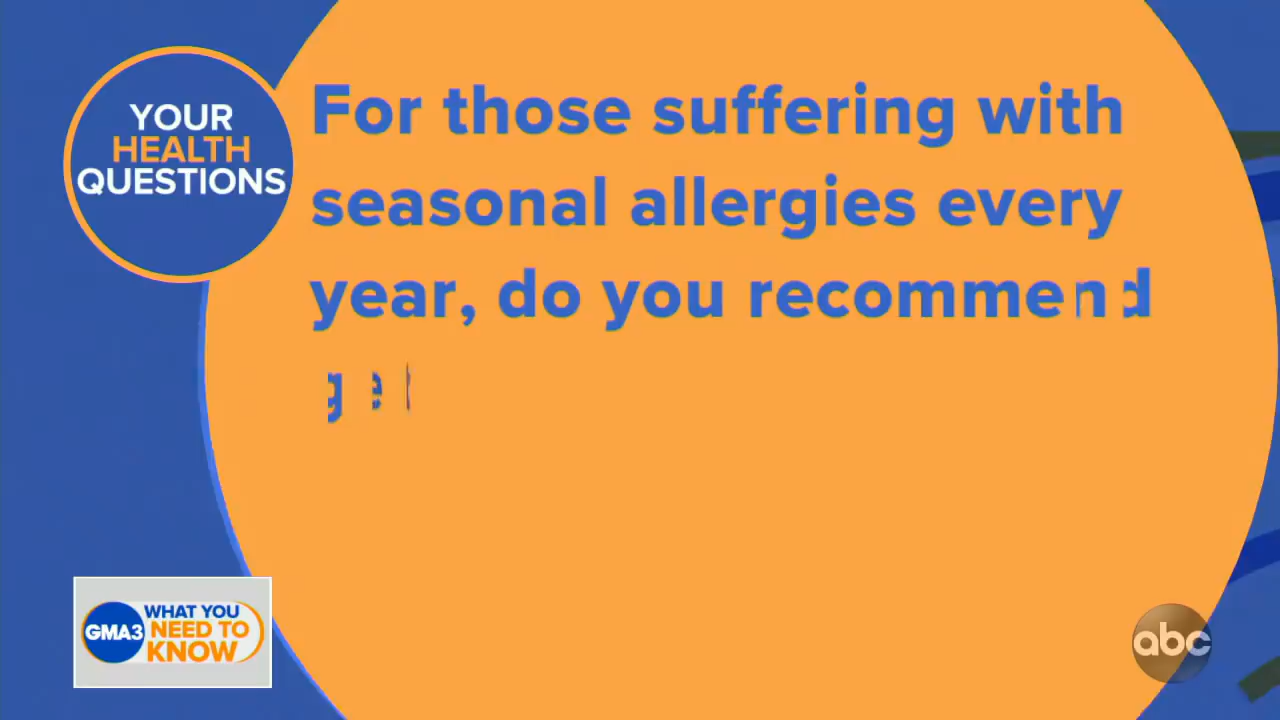 YOUR
HEALTH
QUESTIONS
For those suffering with
seasonal allergies every
year, do you recommend
GMA3
WHAT YOU
NEED TO
KNOW
abc